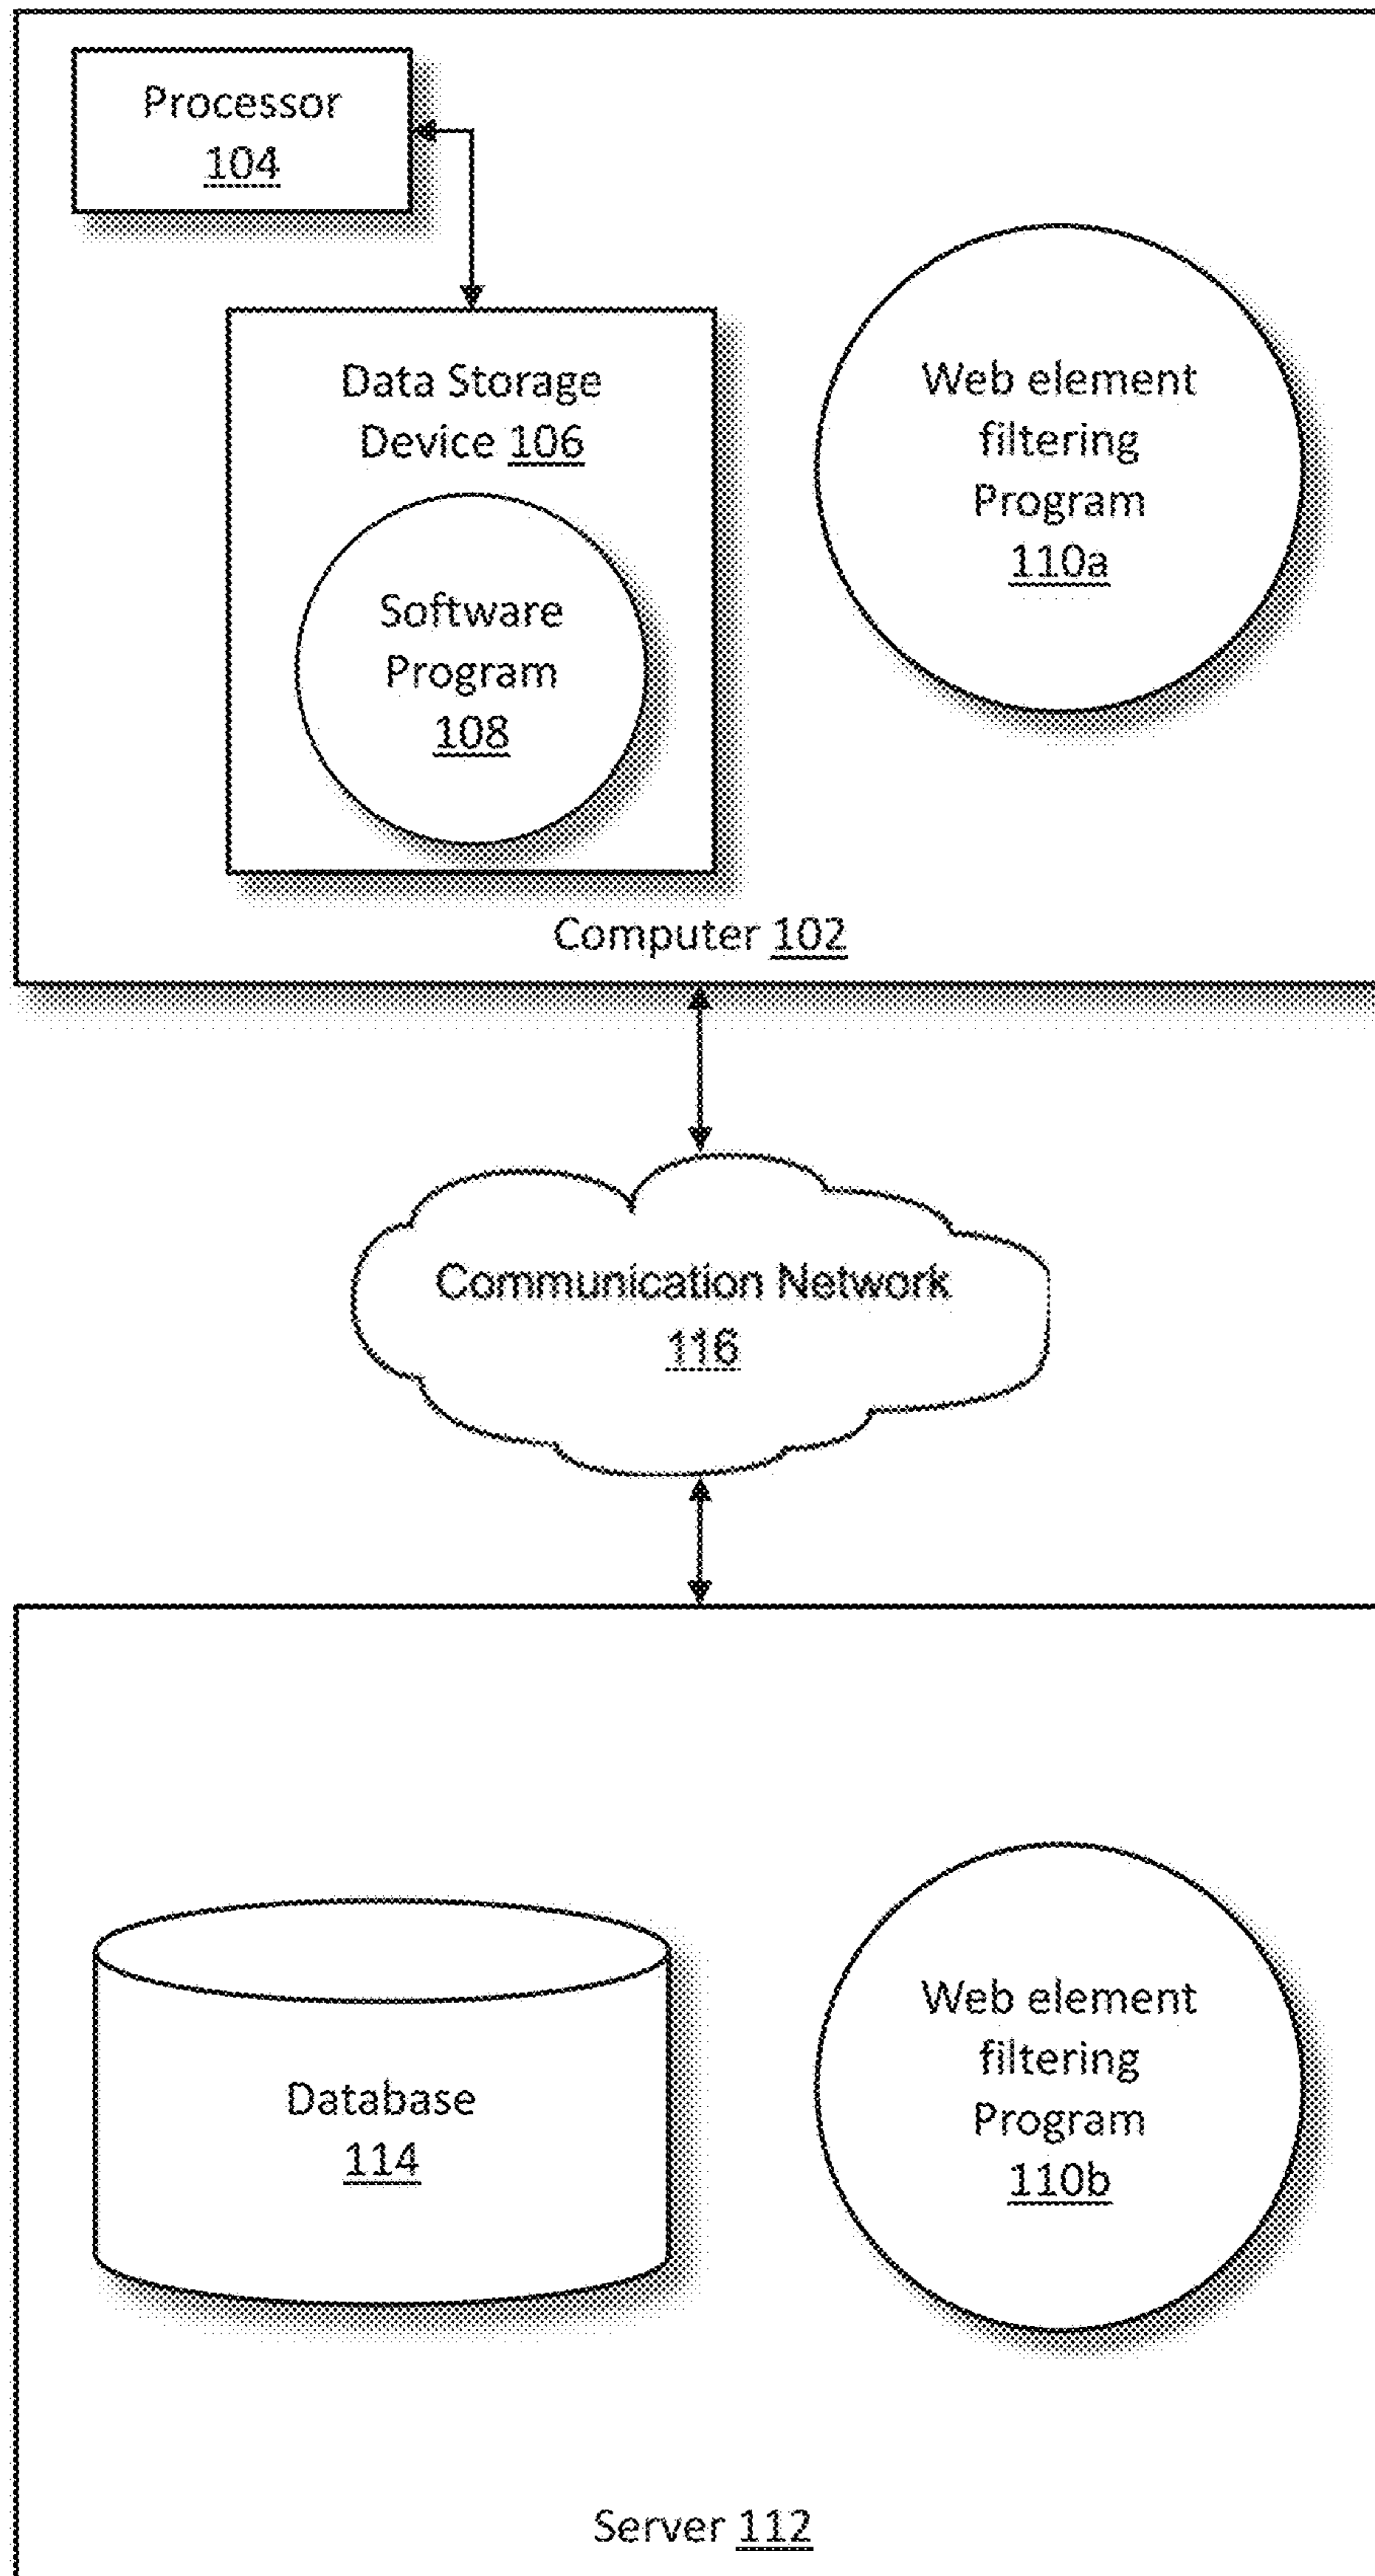 Processor
104
Data Storage
Device 106
Software
Program
108
Web element
filtering
Program
110a
Computer 102
Communication Network
116
Database
114
Web element
filtering
Program
110b
Server 112